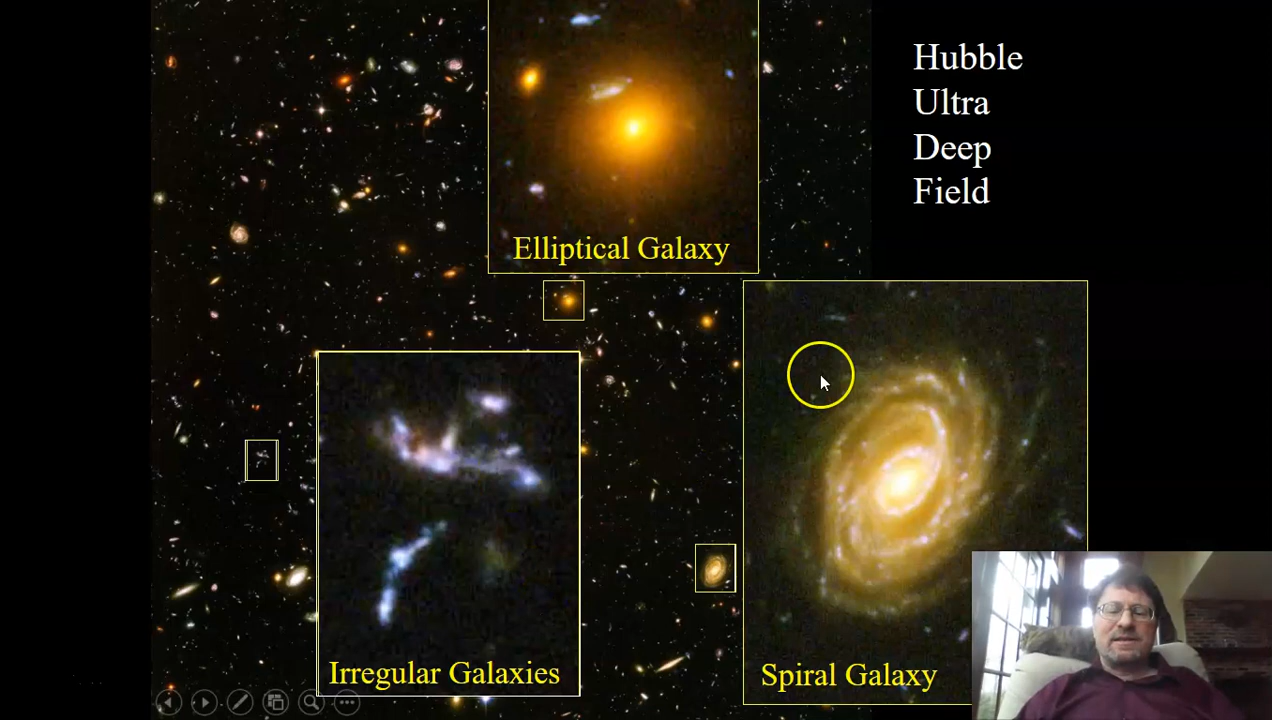 Hubble
Ultra
Deep
Field
Elliptical Galaxy
Irregular Galaxies
Spiral Galaxy